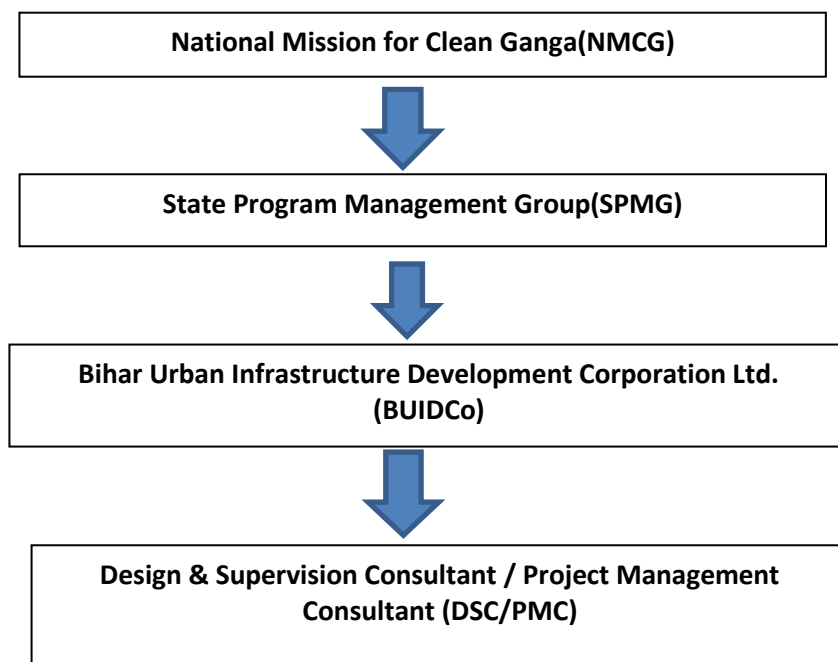 National Mission for Clean Ganga(NMCG)
State Program Management Group(SPMG)
Bihar Urban Infrastructure Development Corporation Ltd.
(BUIDCo)
Design & Supervision Consultant / Project Management
Consultant (DSC/PMC)